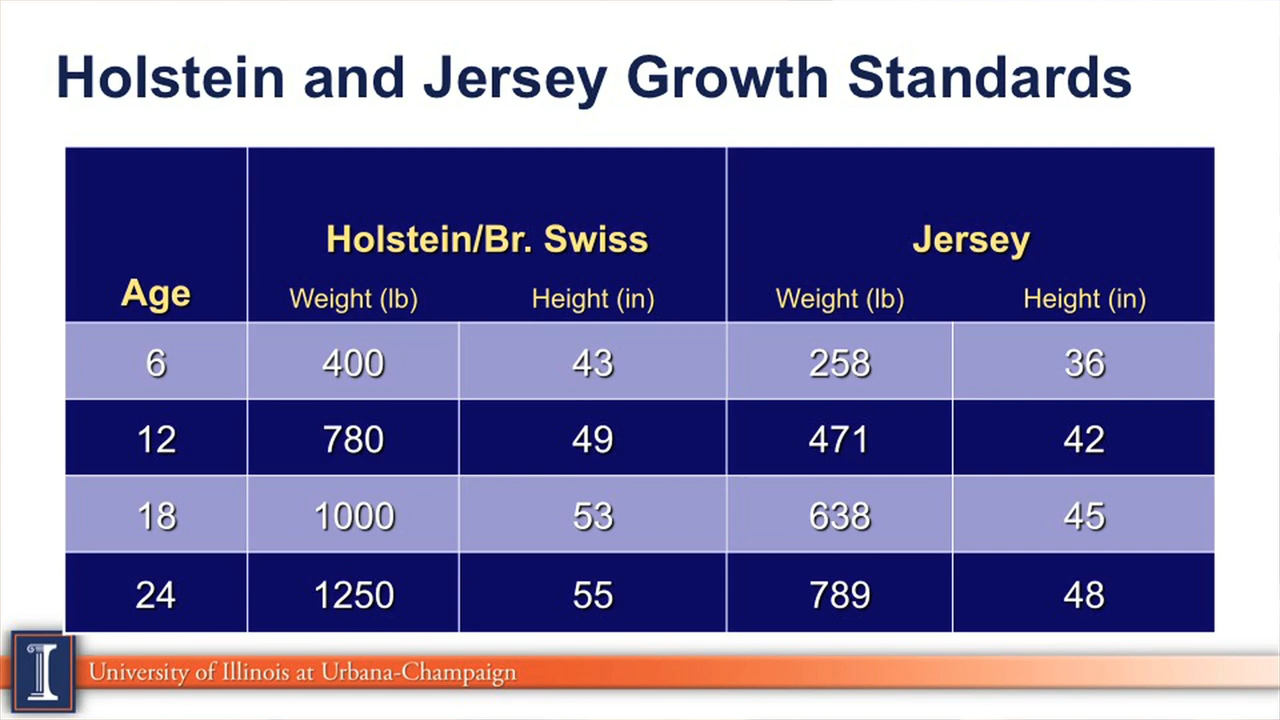 Holstein and Jersey Growth Standards
Holstein/Br. Swiss Jersey
Age Weight (lb) Height (in) Weight (lb) Height (in)
6 400 43 258 36
12 780 49 471 42
18 1000 53 638 45
24 1250 55 789 48
I University of Illinois at Urbana-Champaign